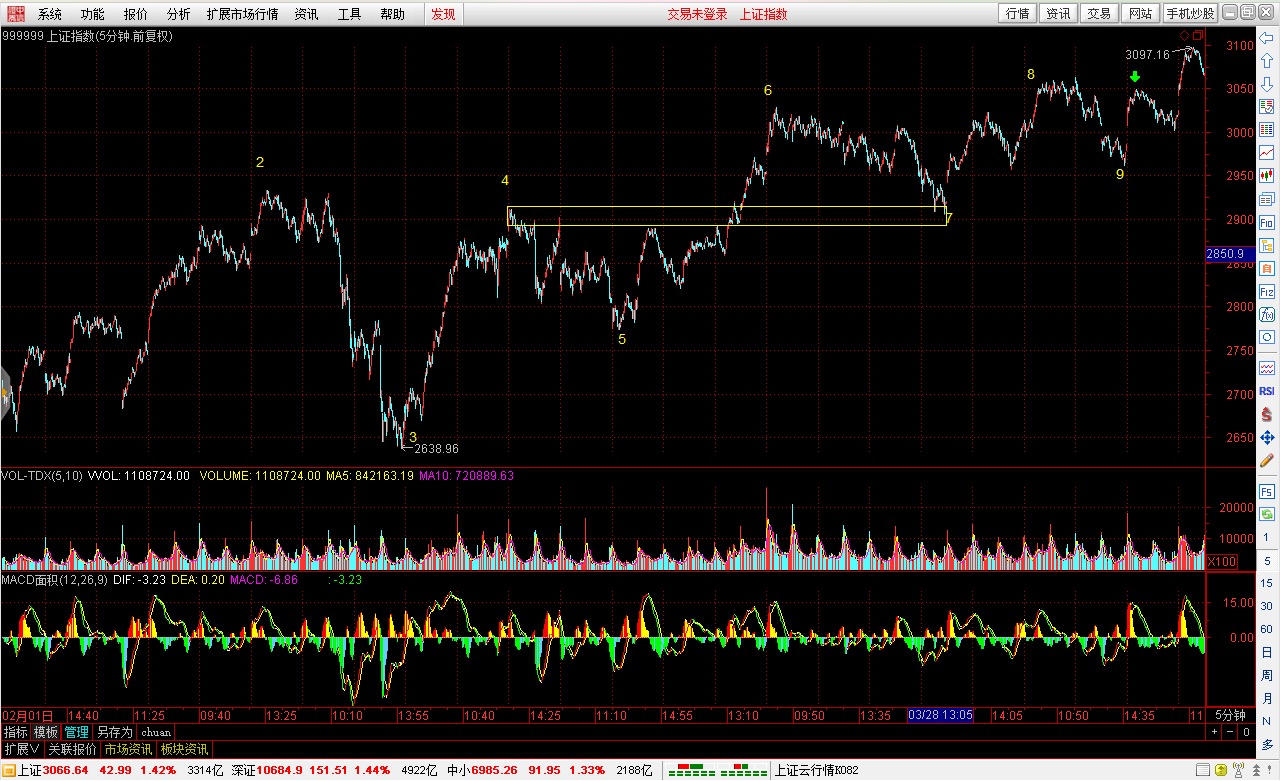 系统 功能 报价 分析 扩展市场行情 资讯 工具 帮助 发现 交易未登录 上证指数 行情 资讯 交易 网站 手机炒股
999999 上证指数(5分钟 前复权)
3100
3097.16
8
3050
6
3000
2
9
2950
4
7
2900
2850.9
2850
2800
5
2750
2700
3
2650
2638.96
VOL-TDX(5,10) VVOL: 1108724.00 VOLUME: 1108724.00 MA5: 842163.19 MA10: 720889.63
20000
10000
X100
MACD面积(12,26,9) DIF: -3.23 DEA: 0.20 MACD: -6.86 : -3.23
15.00
0.00
02月01日 14:40 11:25 09:40 13:25 10:10 13:55 10:40 14:25 11:10 14:55 13:10 09:50 13:35 03/28 13:05 14:05 10:50 14:35 11 5分钟
指标 模板 管理 另存为 chuan + − 0
扩展∨ 关联报价 市场资讯 板块资讯
上证3066.64 42.99 1.42% 3314亿 深证10684.9 151.51 1.44% 4922亿 中小6985.26 91.95 1.33% 2188亿 上证云行情K082
F10
自
F12
f(x)
RSI
S
F5
1
5
15
30
60
日
周
月
N
多